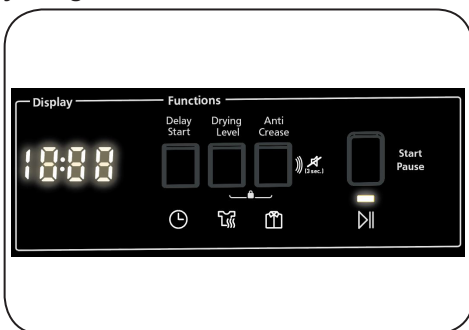 Display
Functions
Delay
Start
Drying
Level
Anti
Crease
18:88
(3 sec.)
Start
Pause